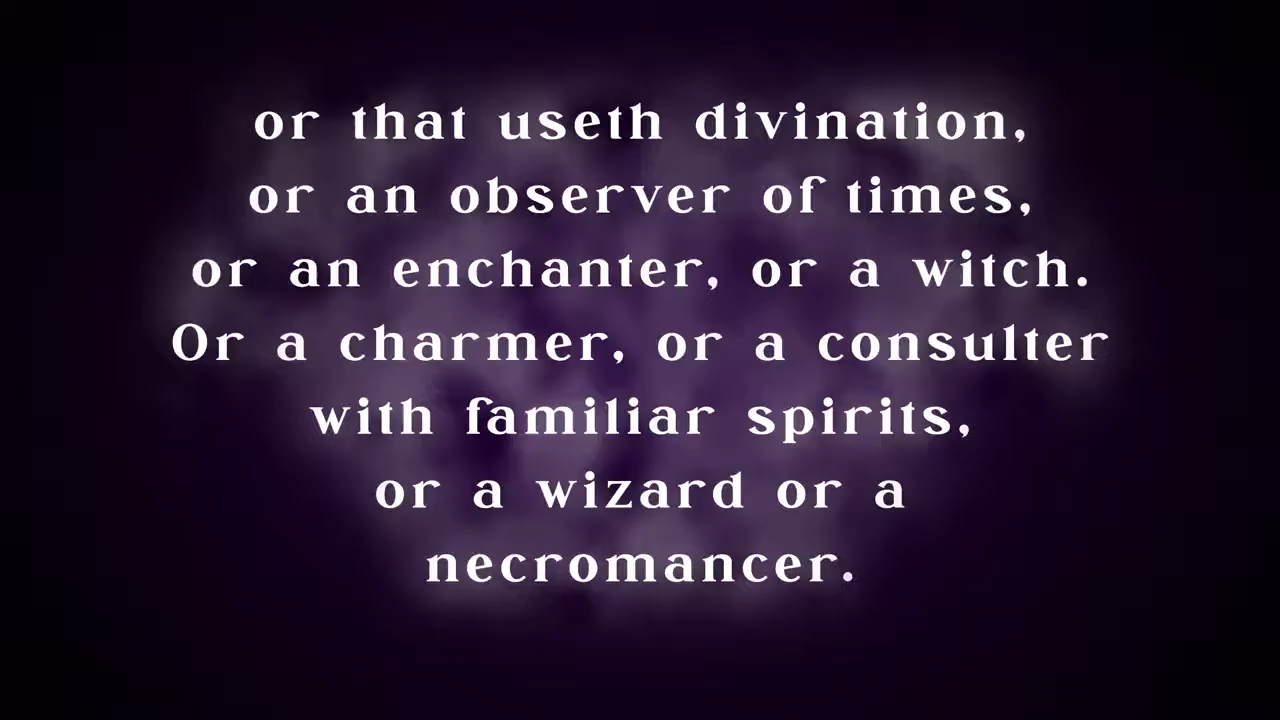 or that useth divination,
or an observer of times,
or an enchanter, or a witch.
Or a charmer, or a consulter
with familiar spirits,
or a wizard or a
necromancer.